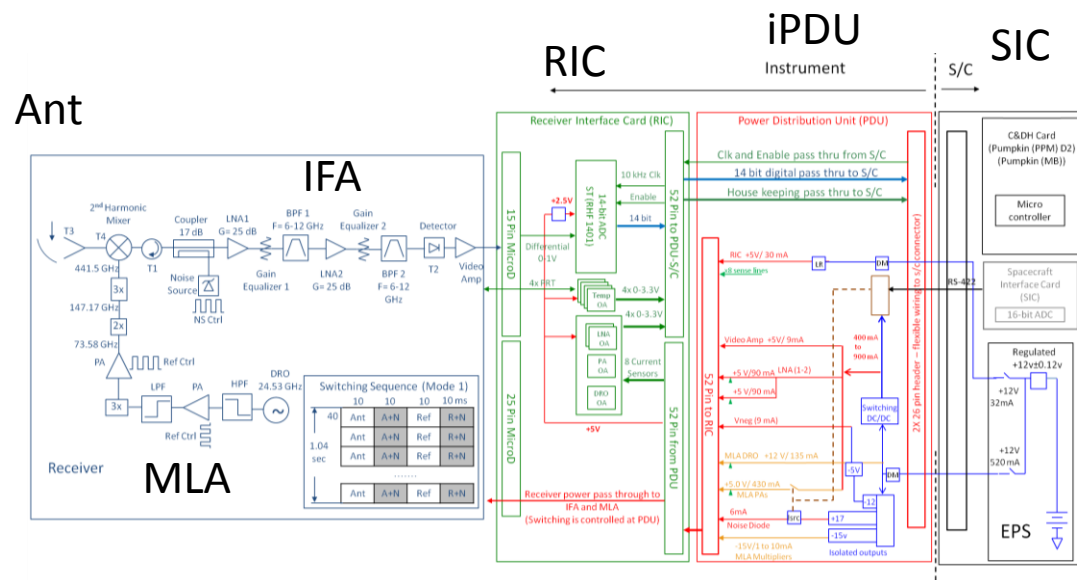 Ant
RIC
iPDU
SIC
Instrument
S/C
IFA
MLA
Receiver
T3
2nd Harmonic
Mixer
T4
441.5 GHz
3x
147.17 GHz
2x
73.58 GHz
PA
Ref Ctrl
3x
LPF
PA
Ref Ctrl
HPF
DRO
24.53 GHz
T1
Coupler
17 dB
Noise
Source
NS Ctrl
LNA1
G= 25 dB
Gain
Equalizer 1
BPF 1
F= 6-12 GHz
LNA2
G= 25 dB
Gain
Equalizer 2
BPF 2
F= 6-12
GHz
Detector
T2
Video
Amp
Switching Sequence (Mode 1)
10 10 10 10 ms
40
1.04
sec
Ant A+N Ref R+N
Ant A+N Ref R+N
Ant A+N Ref R+N
........
Ant A+N Ref R+N
Receiver Interface Card (RIC)
15 Pin MicroD
25 Pin MicroD
+2.5V
14-bit ADC
ST (RHF 1401)
10 kHz Clk
Enable
14 bit
Differential
0-1V
4x PRT
Temp
OA
4x 0-3.3V
LNA
OA
4x 0-3.3V
PA
OA
DRO
OA
8 Current
Sensors
+5V
52 Pin to PDU-S/C
52 Pin from PDU
Receiver power pass through to
IFA and MLA
(Switching is controlled at PDU)
Power Distribution Unit (PDU)
Clk and Enable pass thru from S/C
14 bit digital pass thru to S/C
House keeping pass thru to S/C
52 Pin to RIC
RIC +5V/ 30 mA
+8 sense lines
LR
DM
400 mA
to
900 mA
Video Amp +5V/ 9mA
LNA (1-2)
+5 V/90 mA
+5 V/90 mA
Vneg (9 mA)
MLA DRO +12 V/ 135 mA
+5.0 V/ 430 mA
MLA PAs
6mA
Noise Diode
-15V/1 to 10mA
MLA Multipliers
Switching
DC/DC
DM
-5V
-12
+17
-15v
Isolated outputs
2X 26 pin header – flexible wiring to s/c connector)
RS-422
C&DH Card
(Pumpkin (PPM) D2)
(Pumpkin (MB))
Micro
controller
Spacecraft
Interface Card
(SIC)
16-bit ADC
Regulated
+12v±0.12v
+12V
32mA
+12V
520 mA
EPS